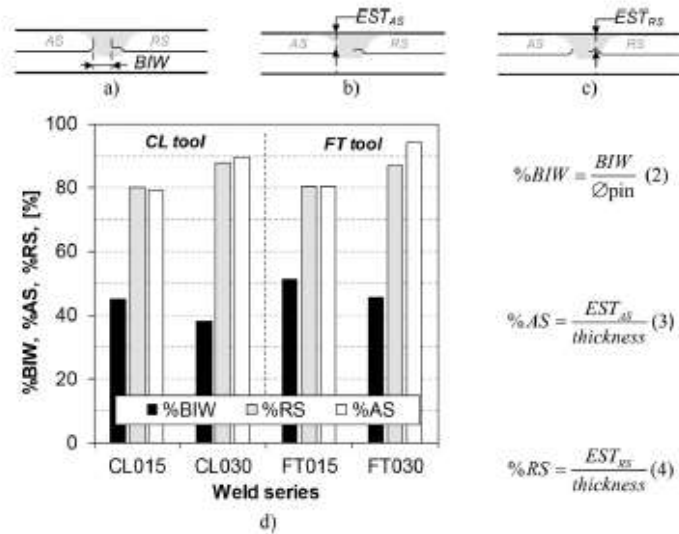 EST_AS
EST_RS
AS RS
AS RS
AS RS
BIW
a)
b)
c)
%BIW, %AS, %RS, [%]
100
80
60
40
20
0
CL tool
FT tool
%BIW %RS %AS
CL015 CL030 FT015 FT030
Weld series
d)
%BIW = BIW / Øpin (2)
%AS = EST_AS / thickness (3)
%RS = EST_RS / thickness (4)